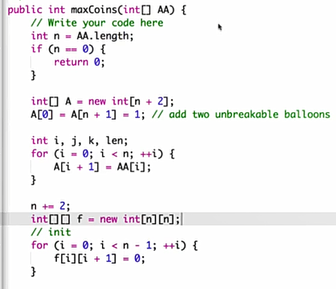 public int maxCoins(int[] AA) {
// Write your code here
int n = AA.length;
if (n == 0) {
return 0;
}
int[] A = new int[n + 2];
A[0] = A[n + 1] = 1; // add two unbreakable balloons
int i, j, k, len;
for (i = 0; i < n; ++i) {
A[i + 1] = AA[i];
}
n += 2;
int[][] f = new int[n][n];
// init
for (i = 0; i < n - 1; ++i) {
f[i][i + 1] = 0;
}